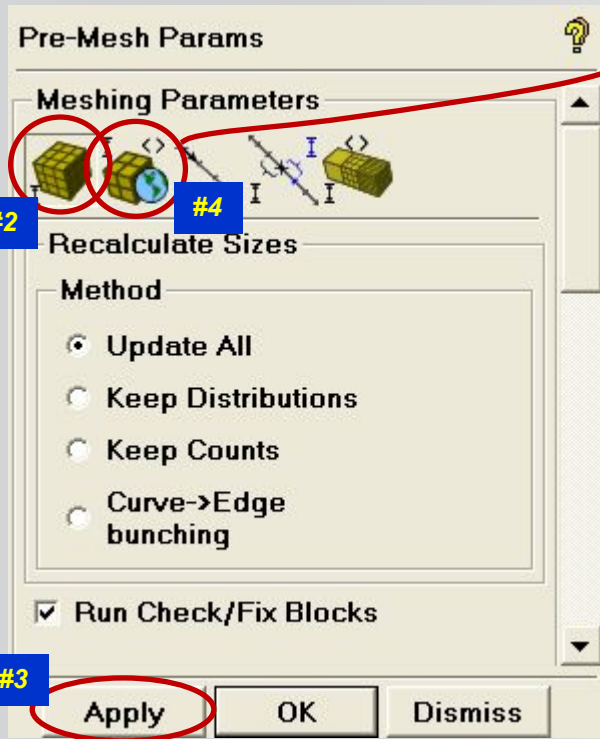 Pre-Mesh Params
Meshing Parameters
#2
#4
Recalculate Sizes
Method
Update All
Keep Distributions
Keep Counts
Curve->Edge
bunching
Run Check/Fix Blocks
#3
Apply
OK
Dismiss